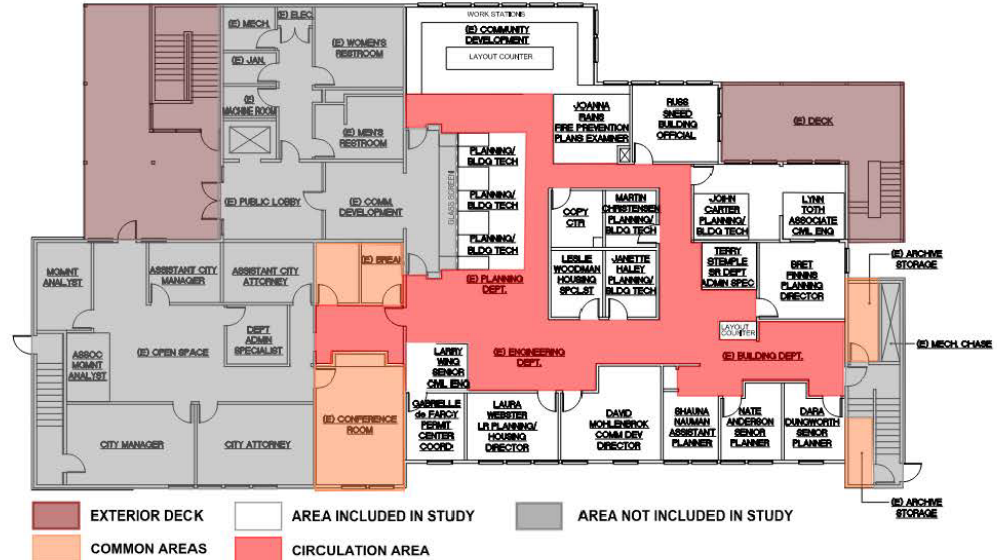 WORK STATIONS
(E) COMMUNITY
DEVELOPMENT
LAYOUT COUNTER
(E) MECH.
(E) ELEC.
(E) WOMEN'S
RESTROOM
(E) JAN.
(E)
MACHINE ROOM
(E) MEN'S
RESTROOM
(E) PUBLIC LOBBY
(E) COMM.
DEVELOPMENT
GLASS SCREEN
PLANNING/
BLDG TECH
PLANNING/
BLDG TECH
PLANNING/
BLDG TECH
(E) PLANNING
DEPT.
JOANNA
RAINS
FIRE PREVENTION
PLANS EXAMINER
RUSS
SNEED
BUILDING
OFFICIAL
(E) DECK
COPY
CTR
MARTIN
CHRISTENSEN
PLANNING/
BLDG TECH
LESLIE
WOODMAN
HOUSING
SPCLST
JANETTE
HALEY
PLANNING/
BLDG TECH
JOHN
CARTER
PLANNING/
BLDG TECH
LYNN
TOTH
ASSOCIATE
CIVIL ENG
TERRY
STEMPLE
SR DEPT
ADMIN SPEC
BRET
FINNING
PLANNING
DIRECTOR
(E) ARCHIVE
STORAGE
(E) MECH. CHASE
LAYOUT
COUNTER
(E) BUILDING DEPT.
(E) ENGINEERING
DEPT.
MGMNT
ANALYST
ASSISTANT CITY
MANAGER
ASSISTANT CITY
ATTORNEY
(E) BREAK
DEPT
ADMIN
SPECIALIST
(E) OPEN SPACE
ASSOC
MGMNT
ANALYST
CITY MANAGER
CITY ATTORNEY
(E) CONFERENCE
ROOM
LARRY
WING
SENIOR
CIVIL ENG
GABRIELLE
de FARCY
PERMIT
CENTER
COORD
LAURA
WEBSTER
LR PLANNING/
HOUSING
DIRECTOR
DAVID
MOHLENBROK
COMM DEV
DIRECTOR
SHAUNA
NAUMAN
ASSISTANT
PLANNER
NATE
ANDERSON
SENIOR
PLANNER
DARA
DUNGWORTH
SENIOR
PLANNER
(E) ARCHIVE
STORAGE
EXTERIOR DECK
AREA INCLUDED IN STUDY
AREA NOT INCLUDED IN STUDY
COMMON AREAS
CIRCULATION AREA